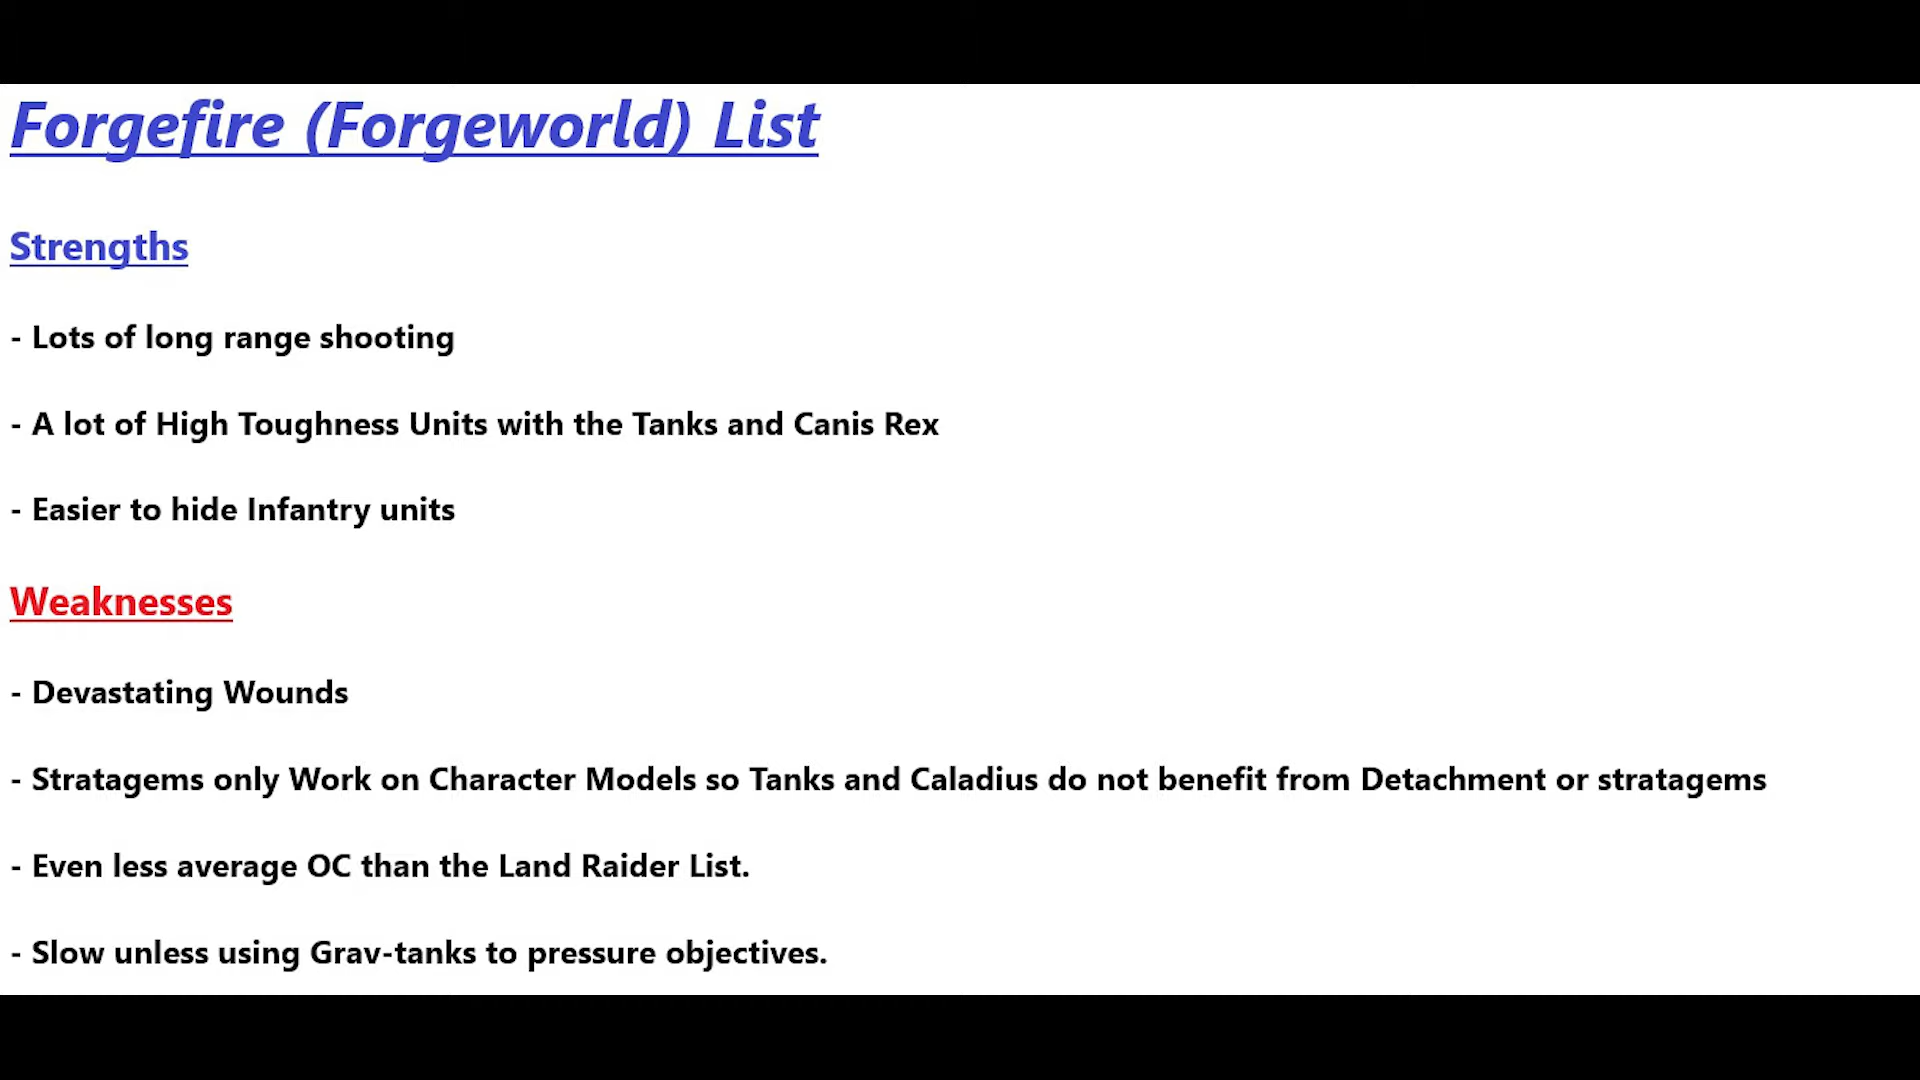 Forgefire (Forgeworld) List
Strengths
- Lots of long range shooting
- A lot of High Toughness Units with the Tanks and Canis Rex
- Easier to hide Infantry units
Weaknesses
- Devastating Wounds
- Stratagems only Work on Character Models so Tanks and Caladius do not benefit from Detachment or stratagems
- Even less average OC than the Land Raider List.
- Slow unless using Grav-tanks to pressure objectives.